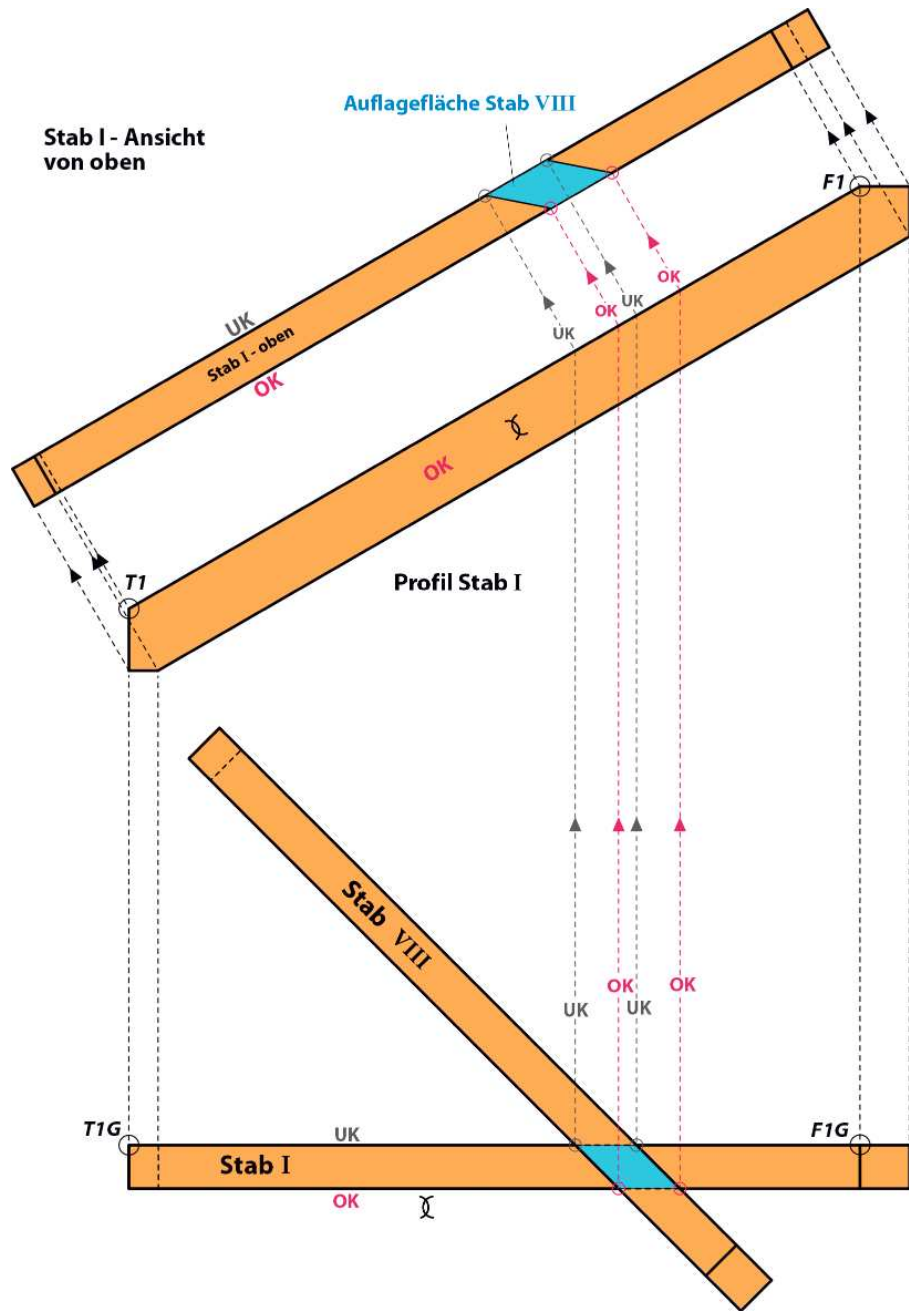 Auflagefläche Stab VIII
Stab I - Ansicht
von oben
F1
OK
UK
OK
UK
UK
Stab I - oben
OK
OK
T1
Profil Stab I
Stab VIII
OK
OK
UK
UK
T1G
UK
F1G
Stab I
OK